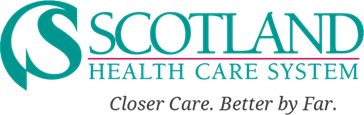 SCOTLAND
HEALTH CARE SYSTEM
Closer Care. Better by Far.